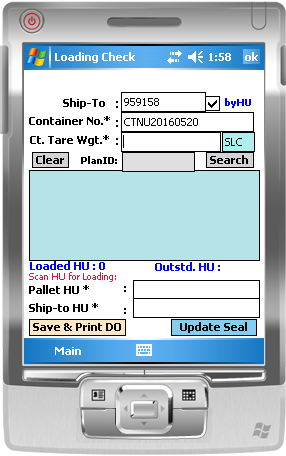 Loading Check 1:58 ok
Ship-To : 959158 byHU
Container No.* : CTNU20160520
Ct. Tare Wgt.* : SLC
Clear PlanID: Search
Loaded HU : 0 Outstd. HU :
Scan HU for Loading:
Pallet HU * :
Ship-to HU * :
Save & Print DO Update Seal
Main